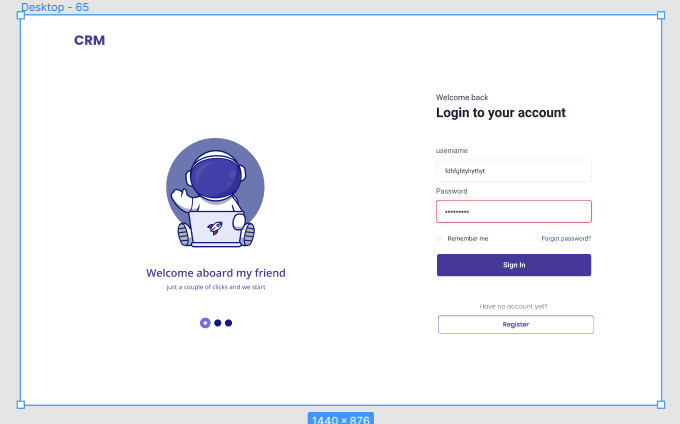 Desktop - 65
CRM
Welcome back
Login to your account
username
fdhfghtyhythyt
Password
•••••••••
Remember me
Forgot password?
Sign In
Have no account yet?
Register
Welcome aboard my friend
just a couple of clicks and we start
1440 × 876